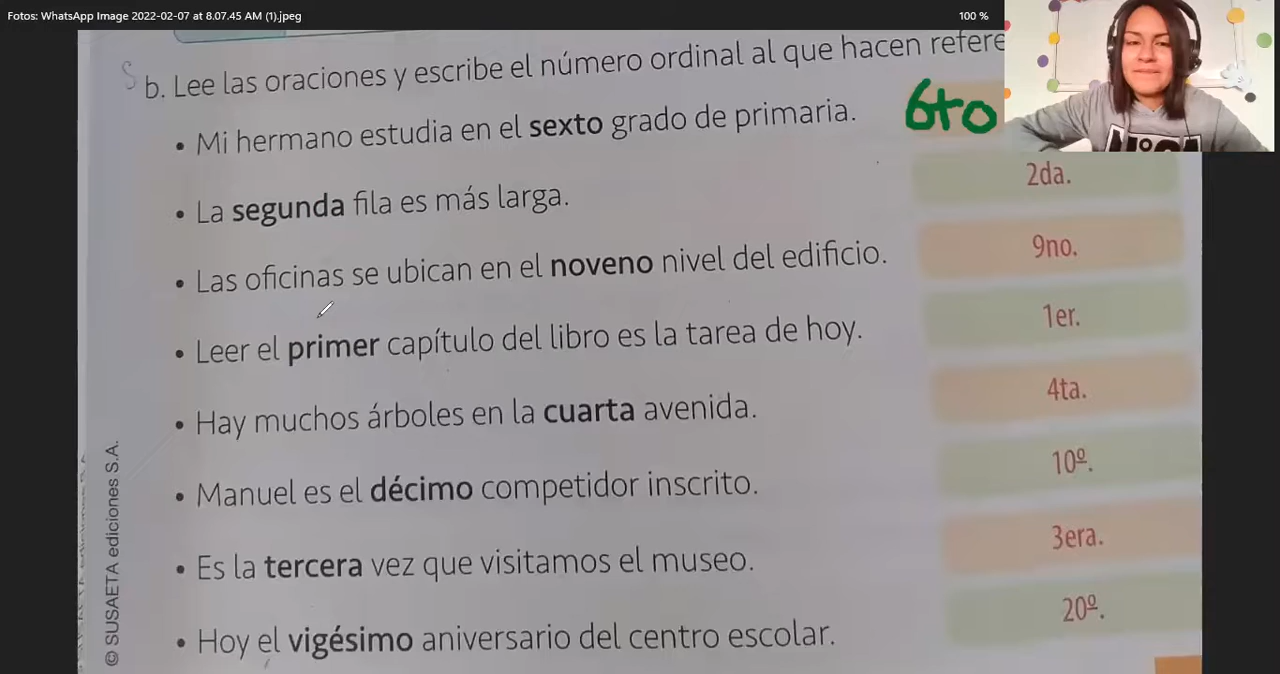 Fotos: WhatsApp Image 2022-02-07 at 8.07.45 AM (1).jpeg
100 %
b. Lee las oraciones y escribe el número ordinal al que hacen refere
• Mi hermano estudia en el sexto grado de primaria. 6to
• La segunda fila es más larga. 2da.
• Las oficinas se ubican en el noveno nivel del edificio. 9no.
• Leer el primer capítulo del libro es la tarea de hoy. 1er.
• Hay muchos árboles en la cuarta avenida. 4ta.
• Manuel es el décimo competidor inscrito. 10º.
• Es la tercera vez que visitamos el museo. 3era.
• Hoy el vigésimo aniversario del centro escolar. 20º.
© SUSAETA ediciones S.A.